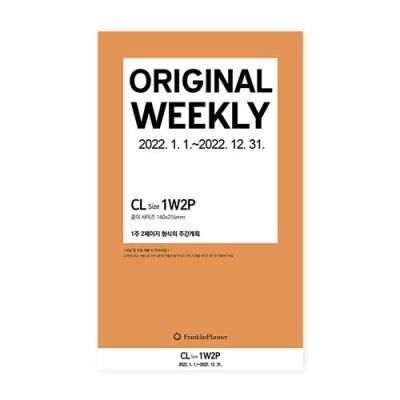 ORIGINAL
WEEKLY
2022. 1. 1.~2022. 12. 31.
CL Size 1W2P
종이 사이즈 140x216mm
1주 2페이지 형식의 주간계획
FranklinPlanner
CL Size 1W2P
2022. 1. 1.~2022. 12. 31.